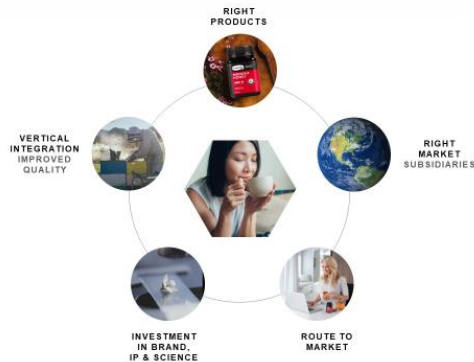 RIGHT
PRODUCTS
VERTICAL
INTEGRATION
IMPROVED
QUALITY
RIGHT
MARKET
SUBSIDIARIES
INVESTMENT
IN BRAND,
IP & SCIENCE
ROUTE TO
MARKET